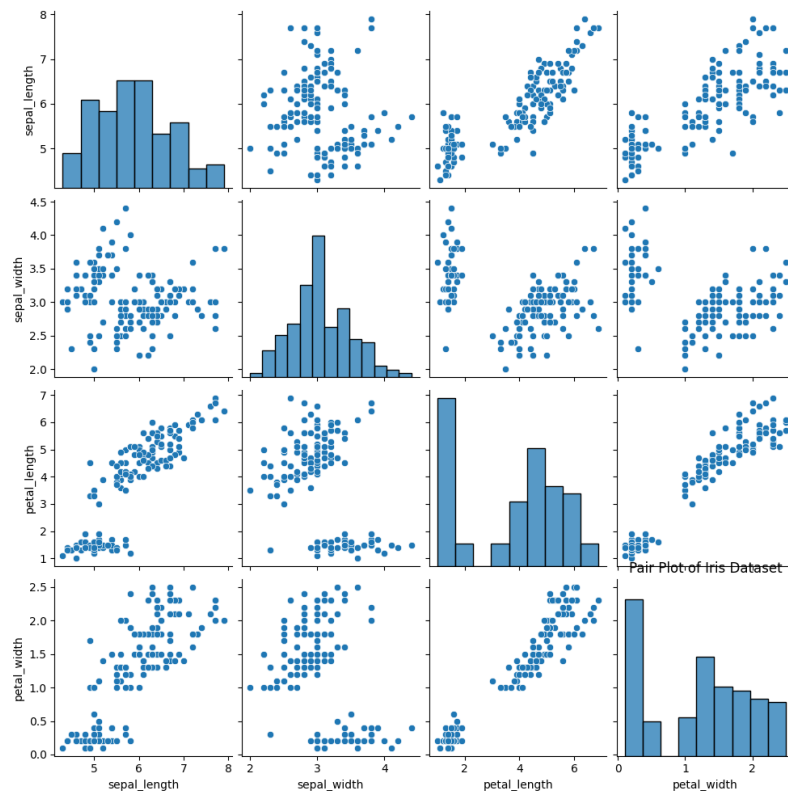 8
7
6
5
sepal_length
4.5
4.0
3.5
3.0
2.5
2.0
sepal_width
7
6
5
4
3
2
1
petal_length
Pair Plot of Iris Dataset
2.5
2.0
1.5
1.0
0.5
0.0
petal_width
5 6 7 8
sepal_length
2 3 4
sepal_width
2 4 6
petal_length
0 1 2
petal_width